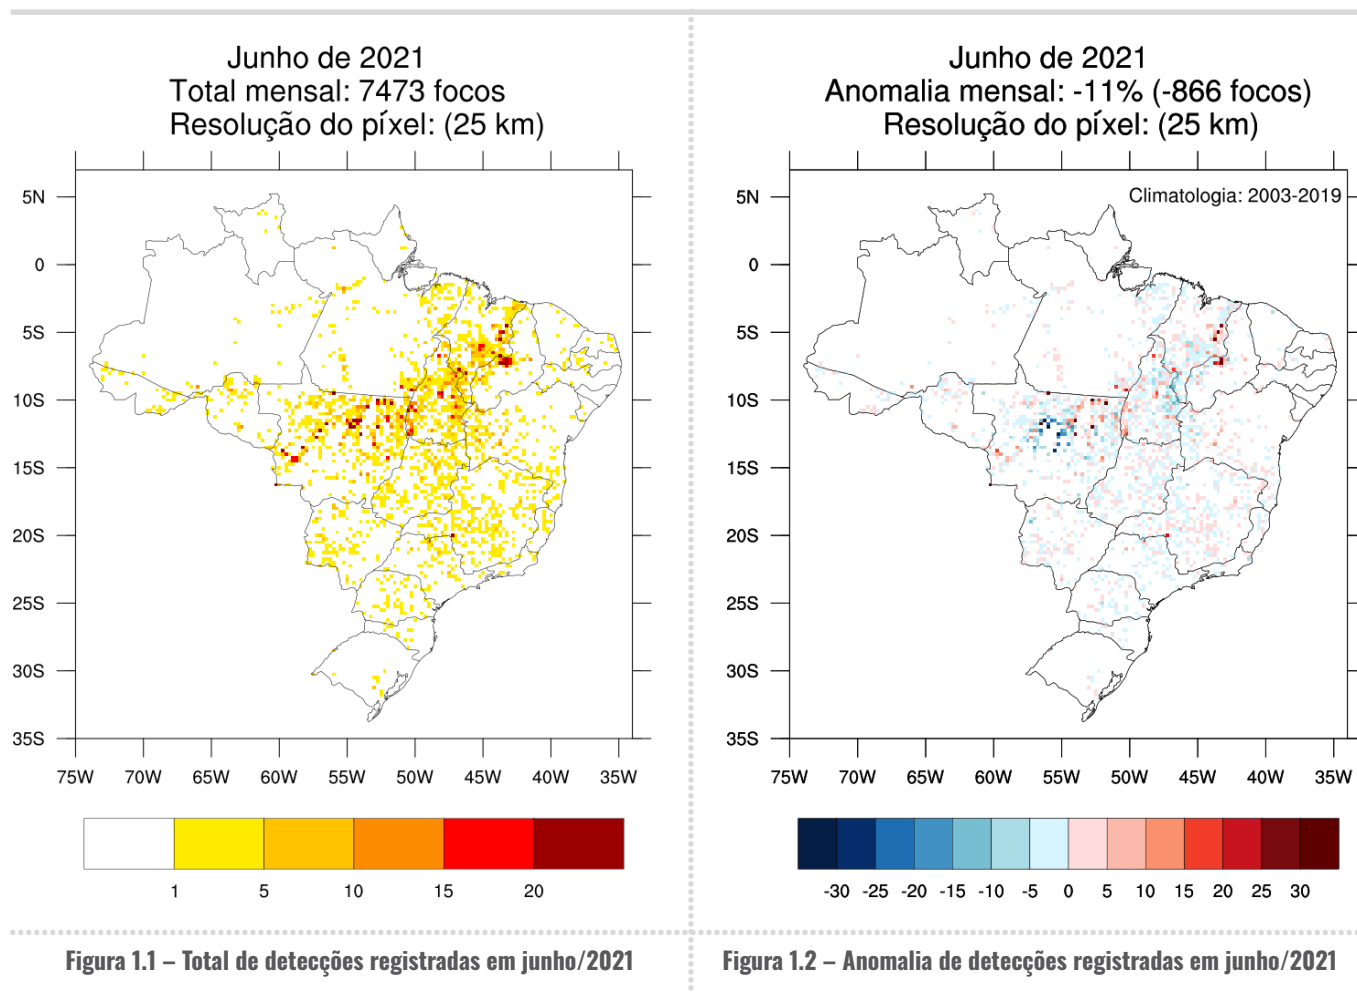 Junho de 2021
Total mensal: 7473 focos
Resolução do píxel: (25 km)
5N
0
5S
10S
15S
20S
25S
30S
35S
75W 70W 65W 60W 55W 50W 45W 40W 35W
1 5 10 15 20
Figura 1.1 – Total de detecções registradas em junho/2021
Junho de 2021
Anomalia mensal: -11% (-866 focos)
Resolução do píxel: (25 km)
Climatologia: 2003-2019
5N
0
5S
10S
15S
20S
25S
30S
35S
75W 70W 65W 60W 55W 50W 45W 40W 35W
-30 -25 -20 -15 -10 -5 0 5 10 15 20 25 30
Figura 1.2 – Anomalia de detecções registradas em junho/2021